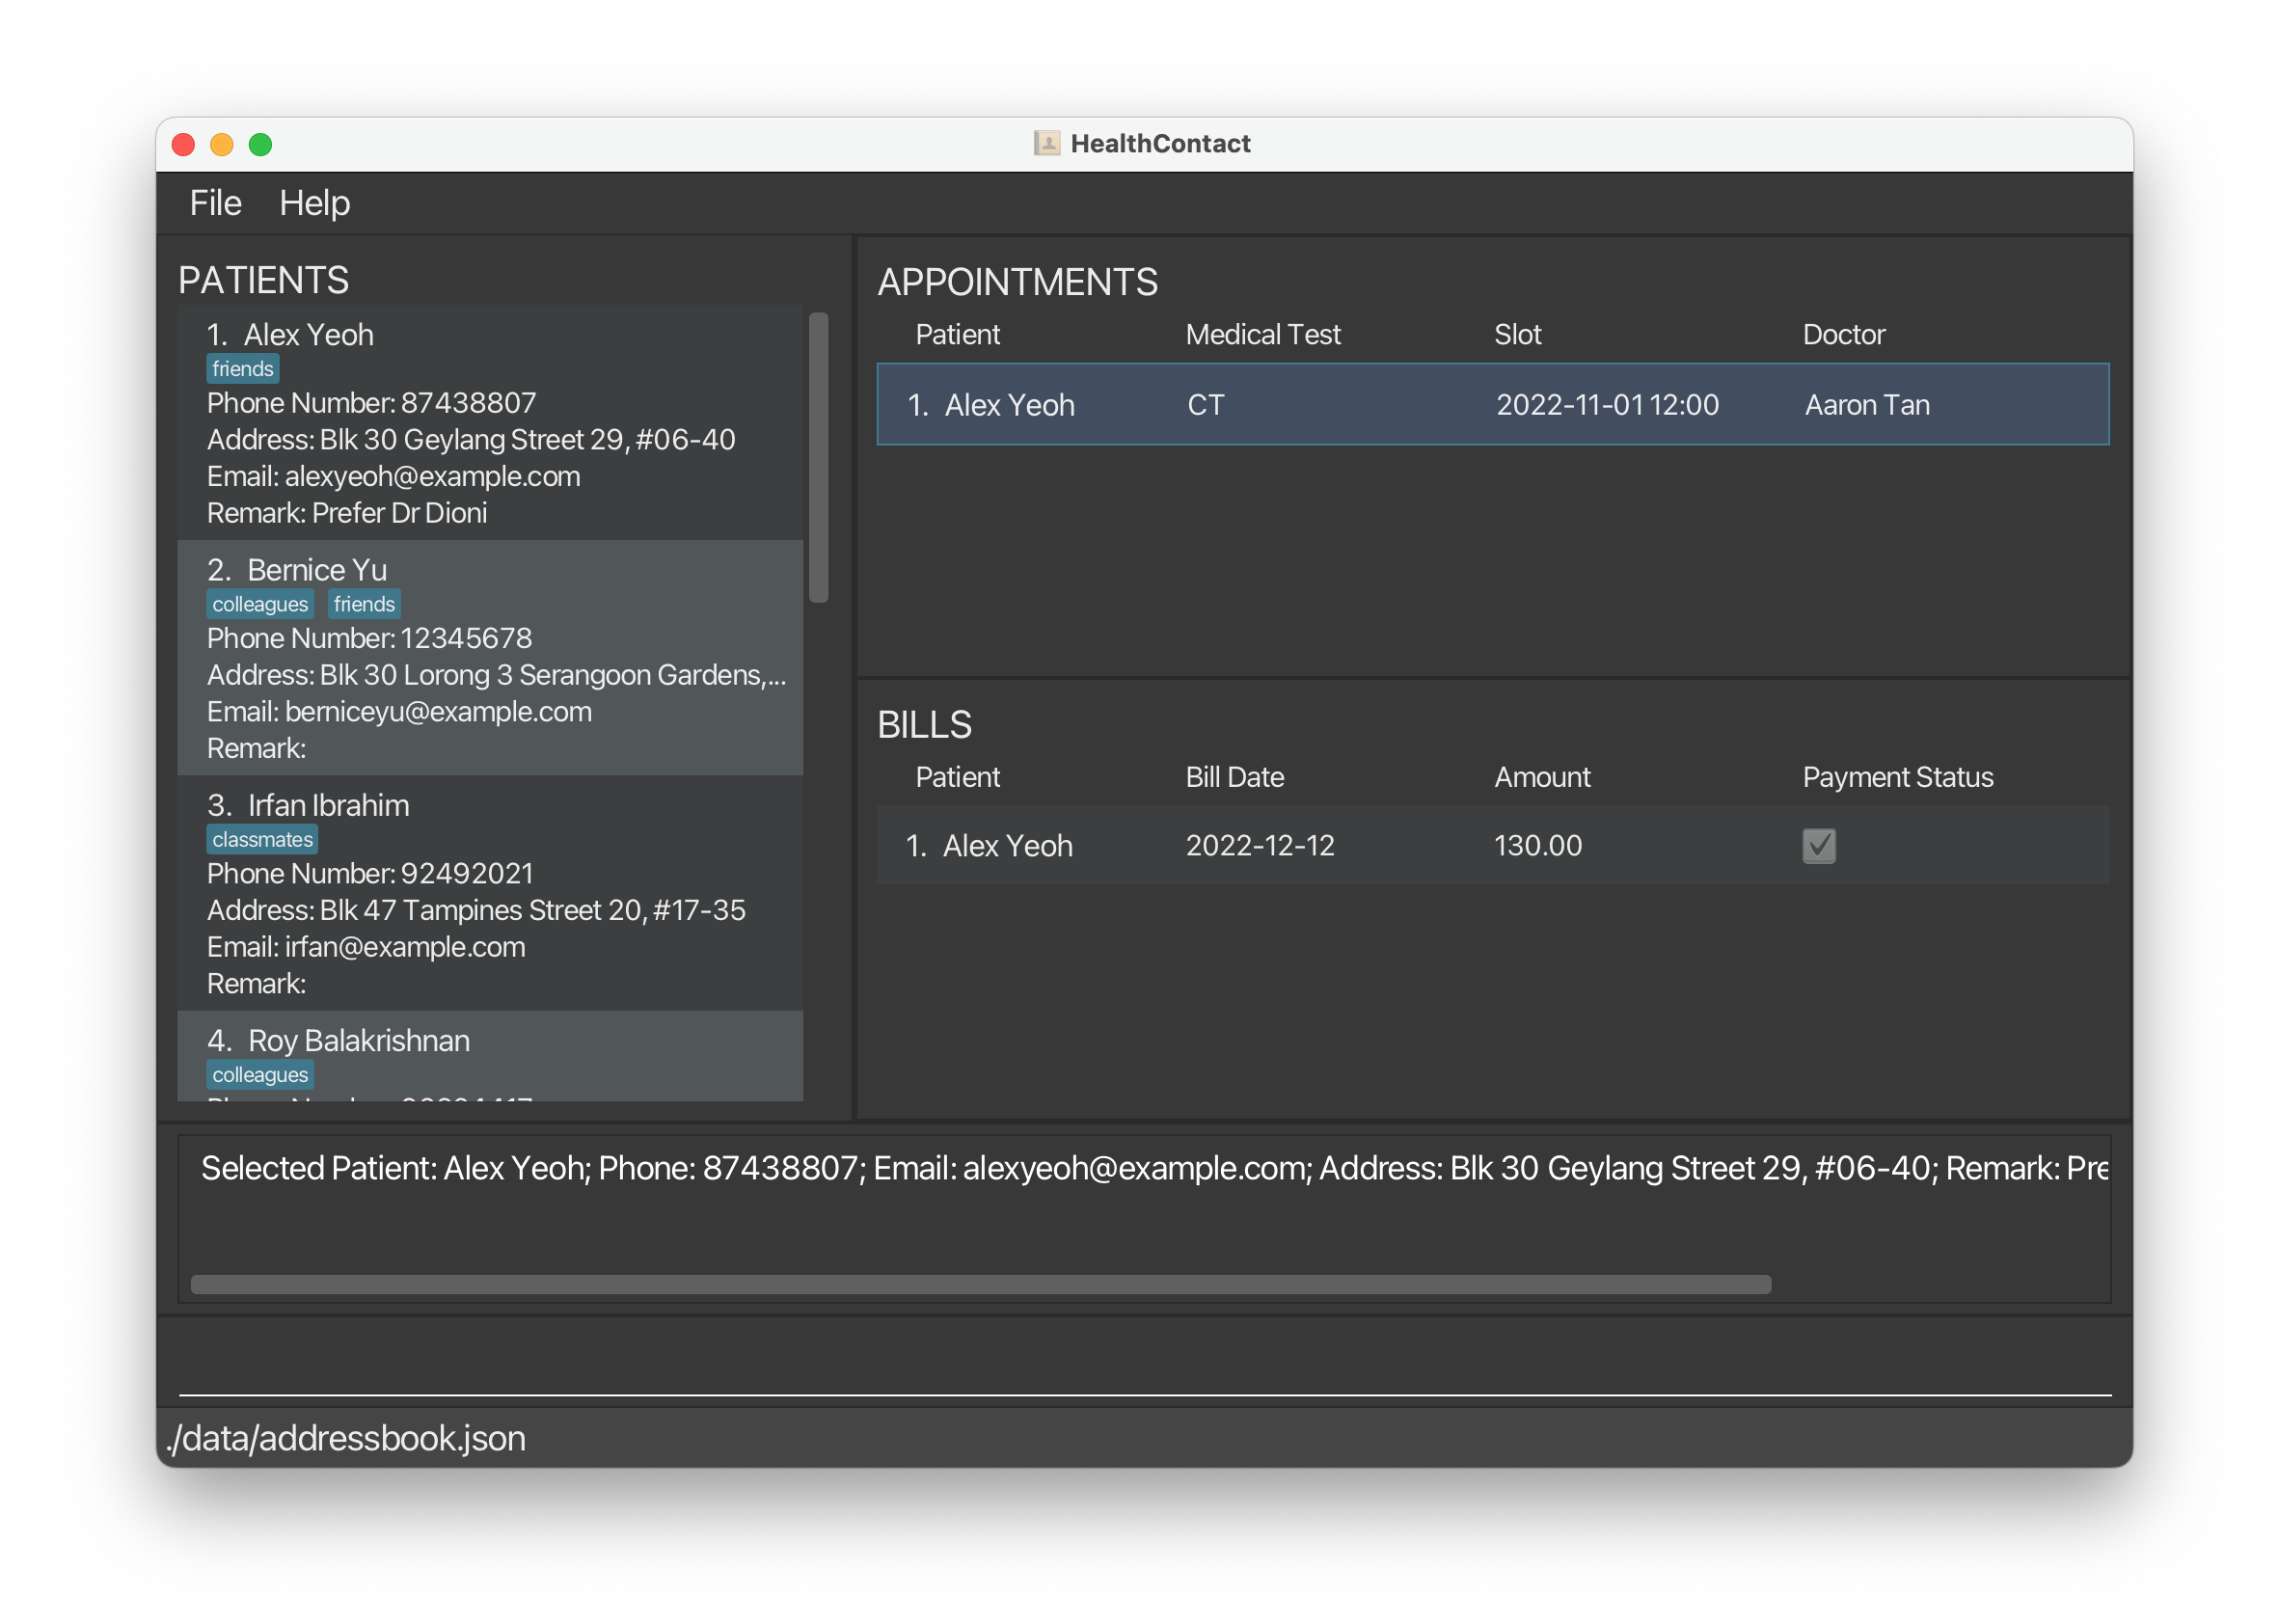 HealthContact
File Help
PATIENTS
1. Alex Yeoh
friends
Phone Number: 87438807
Address: Blk 30 Geylang Street 29, #06-40
Email: alexyeoh@example.com
Remark: Prefer Dr Dioni
2. Bernice Yu
colleagues friends
Phone Number: 12345678
Address: Blk 30 Lorong 3 Serangoon Gardens,...
Email: berniceyu@example.com
Remark:
3. Irfan Ibrahim
classmates
Phone Number: 92492021
Address: Blk 47 Tampines Street 20, #17-35
Email: irfan@example.com
Remark:
4. Roy Balakrishnan
colleagues
APPOINTMENTS
Patient Medical Test Slot Doctor
1. Alex Yeoh CT 2022-11-01 12:00 Aaron Tan
BILLS
Patient Bill Date Amount Payment Status
1. Alex Yeoh 2022-12-12 130.00
Selected Patient: Alex Yeoh; Phone: 87438807; Email: alexyeoh@example.com; Address: Blk 30 Geylang Street 29, #06-40; Remark: Pre
./data/addressbook.json